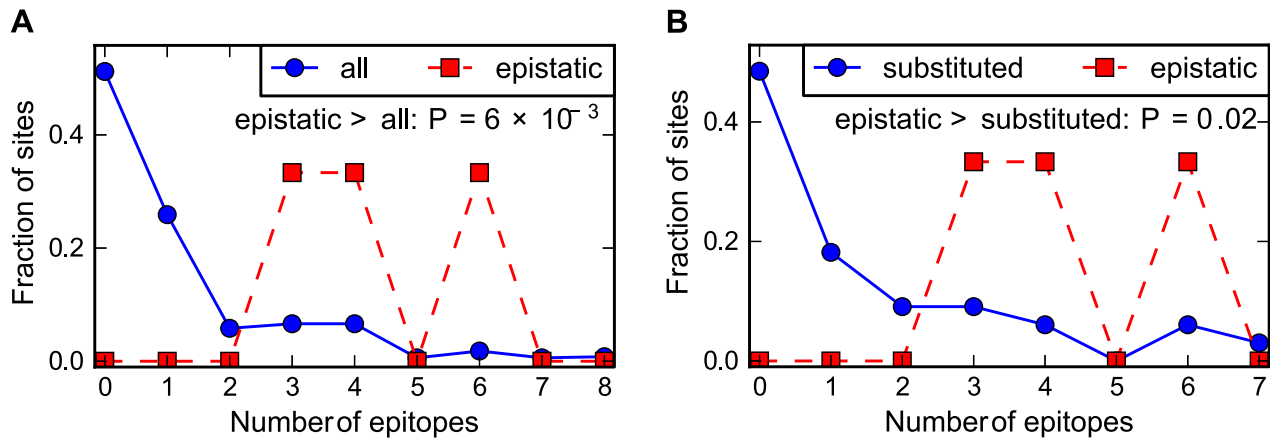 A
all epistatic
epistatic > all: P = 6 × 10⁻³
Fraction of sites
0.4
0.2
0.0
0 1 2 3 4 5 6 7 8
Number of epitopes
B
substituted epistatic
epistatic > substituted: P = 0.02
Fraction of sites
0.4
0.2
0.0
0 1 2 3 4 5 6 7
Number of epitopes